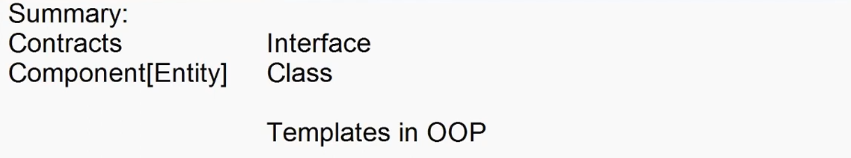 Summary:
Contracts Interface
Component[Entity] Class
Templates in OOP